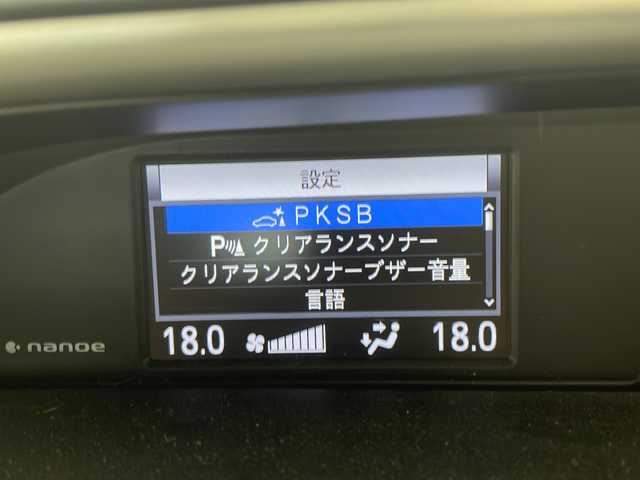 設定
PKSB
P クリアランスソナー
クリアランスソナーブザー音量
言語
18.0 18.0
nanoe